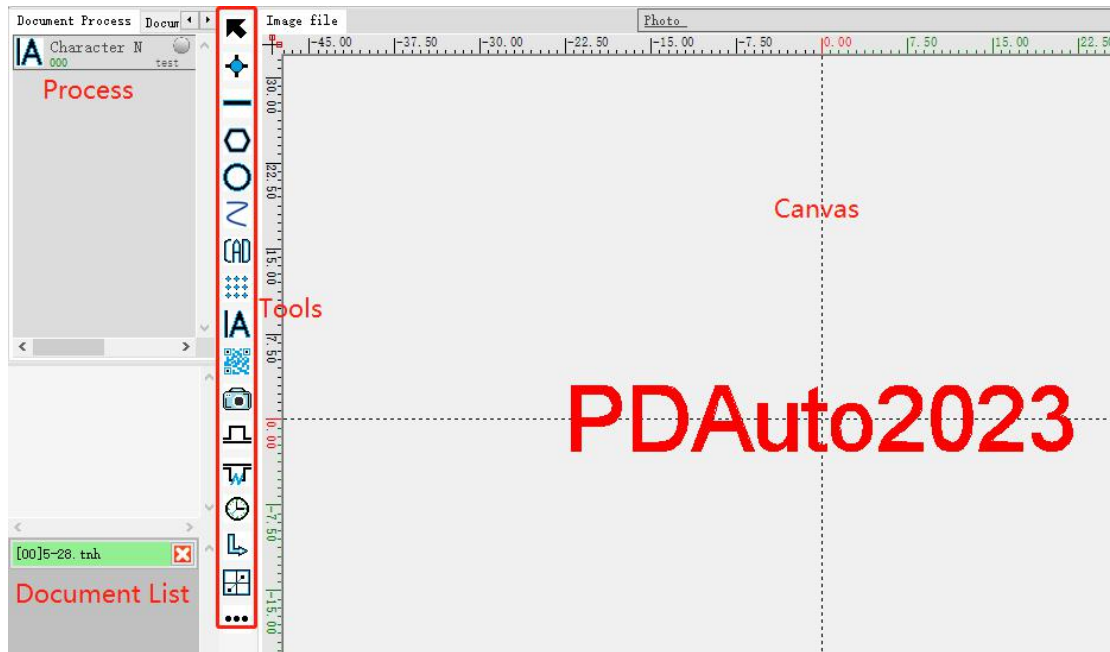 Document Process Docum
Image file
Photo
Character N
000
test
-45.00 -37.50 -30.00 -22.50 -15.00 -7.50 0.00 7.50 15.00 22.50
Process
30.00
22.50
15.00
7.50
0.00
-7.50
-15.00
Canvas
CAD
Tools
A
PDAuto2023
[00]5-28.tnh
Document List